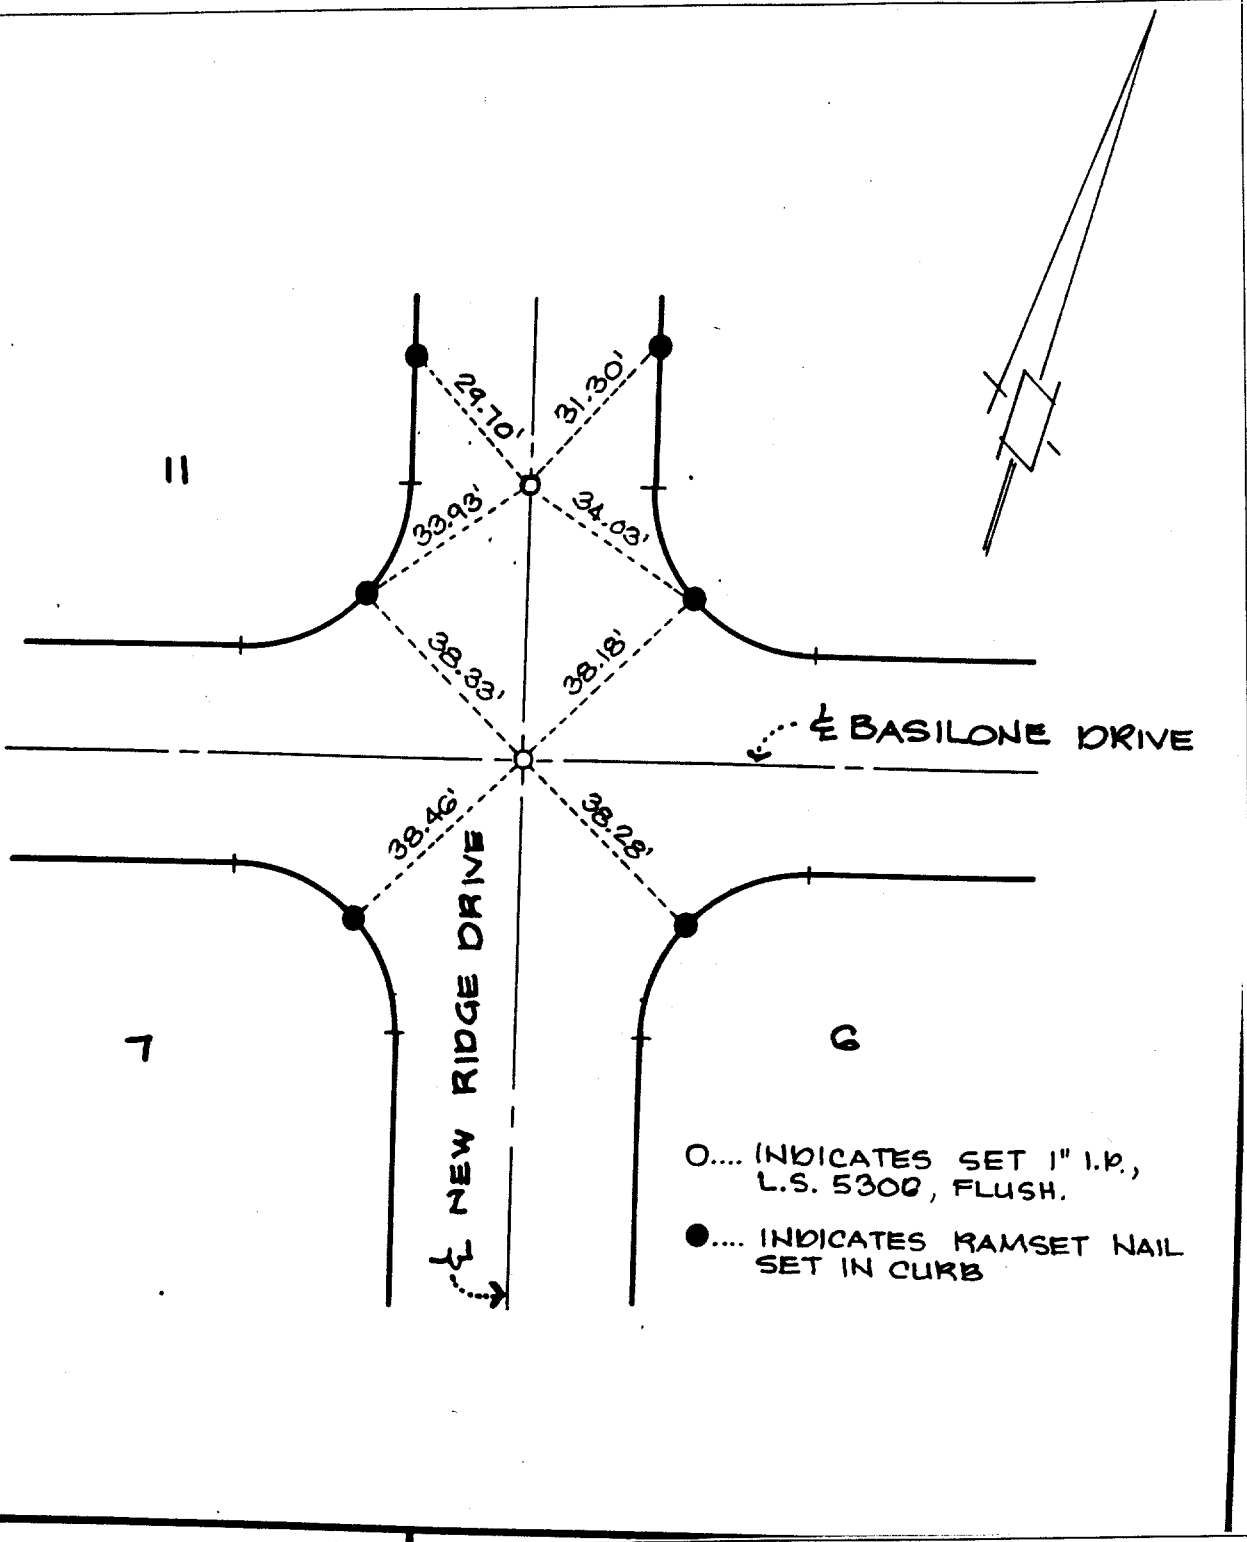 29.70'
31.30'
11
33.93'
34.03'
38.33'
38.18'
℄ BASILONE DRIVE
38.46'
38.28'
℄ NEW RIDGE DRIVE
7
6
O.... INDICATES SET 1" I.P.,
L.S. 5306, FLUSH.
●.... INDICATES RAMSET NAIL
SET IN CURB